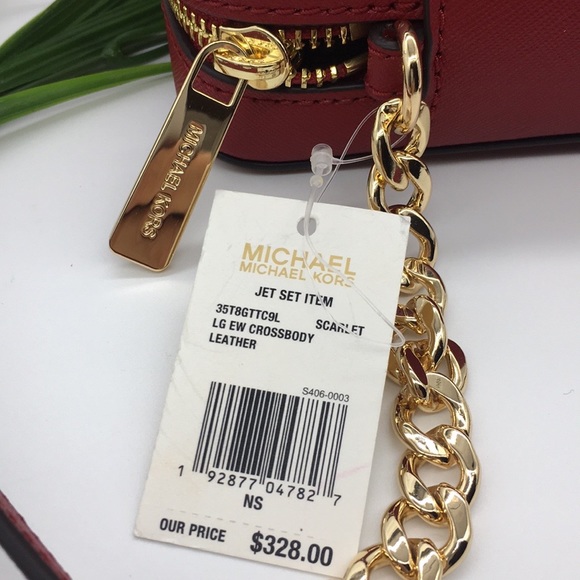 MICHAEL KORS
MICHAEL
MICHAEL KORS
JET SET ITEM
35T8GTTC9L SCARLET
LG EW CROSSBODY
LEATHER
S406-0003
1 92877 04782 7
NS
OUR PRICE $328.00